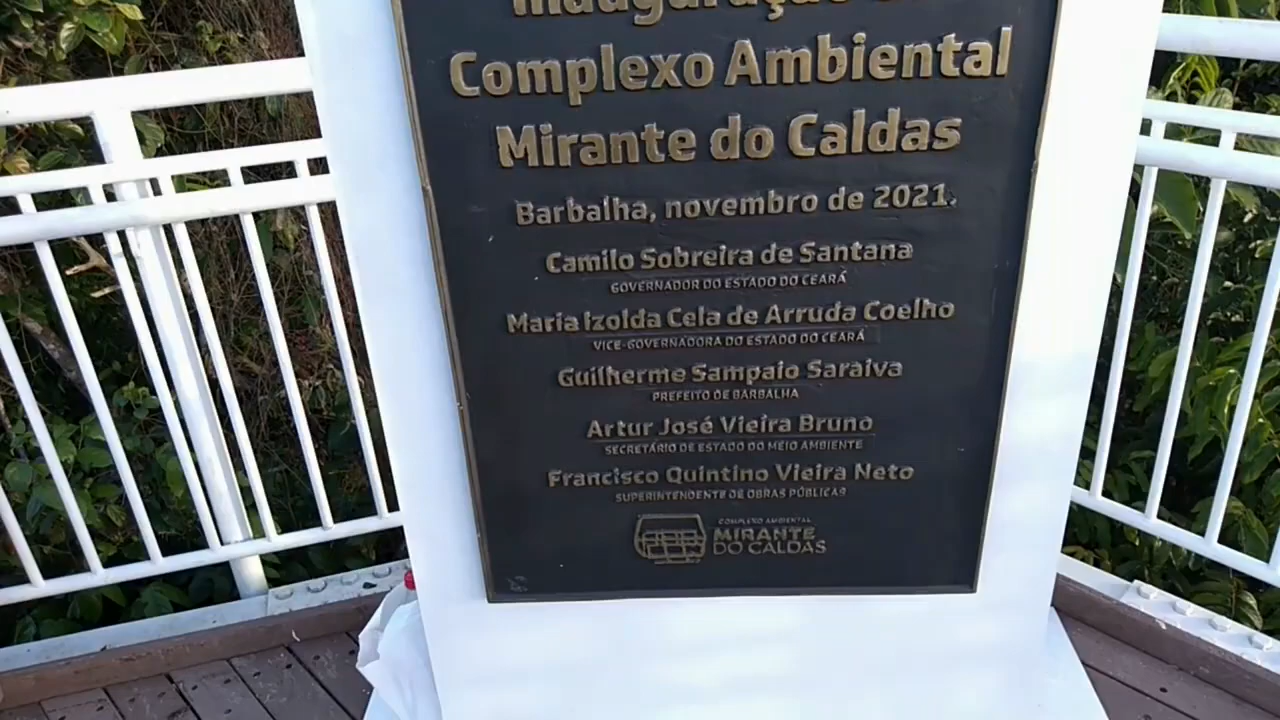 Inauguração
Complexo Ambiental
Mirante do Caldas
Barbalha, novembro de 2021.
Camilo Sobreira de Santana
GOVERNADOR DO ESTADO DO CEARÁ
Maria Izolda Cela de Arruda Coelho
VICE-GOVERNADORA DO ESTADO DO CEARÁ
Guilherme Sampaio Saraiva
PREFEITO DE BARBALHA
Artur José Vieira Bruno
SECRETÁRIO DE ESTADO DO MEIO AMBIENTE
Francisco Quintino Vieira Neto
SUPERINTENDENTE DE OBRAS PÚBLICAS
COMPLEXO AMBIENTAL
MIRANTE
DO CALDAS